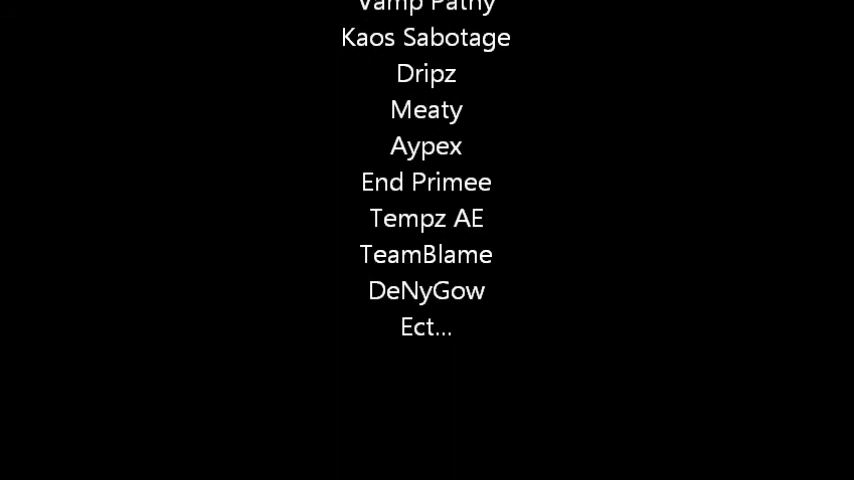 Vamp Pathy
Kaos Sabotage
Dripz
Meaty
Aypex
End Primee
Tempz AE
TeamBlame
DeNyGow
Ect...